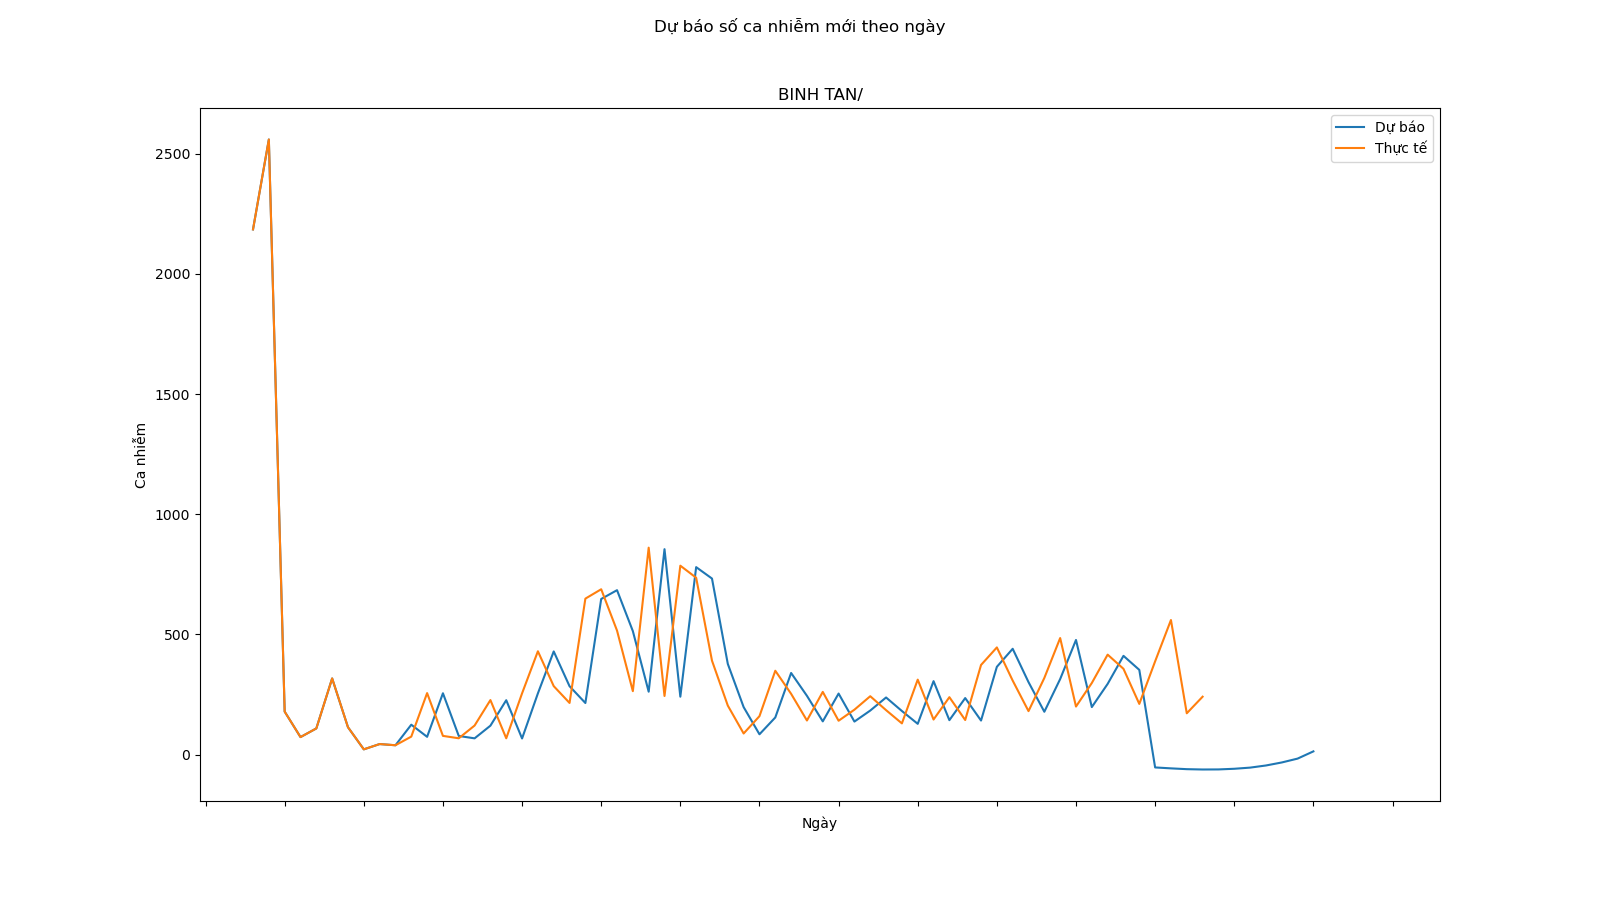 Dự báo số ca nhiễm mới theo ngày
BINH TAN/
Dự báo
Thực tế
2500
2000
1500
1000
500
0
Ca nhiễm
Ngày